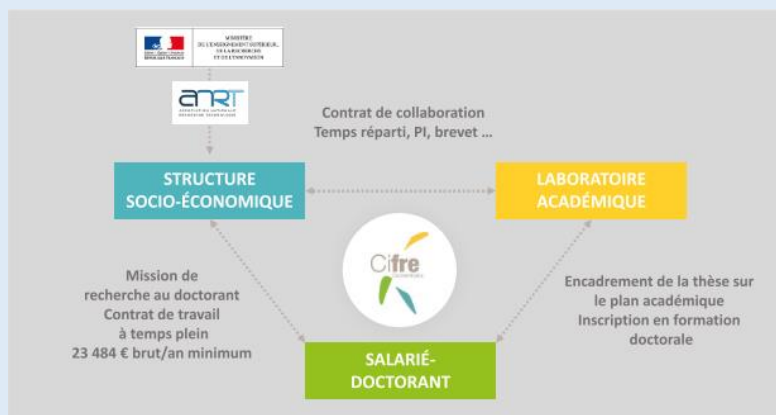 MINISTÈRE
DE L'ENSEIGNEMENT SUPÉRIEUR,
DE LA RECHERCHE
ET DE L'INNOVATION
RÉPUBLIQUE FRANÇAISE
anrt
Contrat de collaboration
Temps réparti, PI, brevet ...
STRUCTURE
SOCIO-ÉCONOMIQUE
LABORATOIRE
ACADÉMIQUE
Cifre
Mission de
recherche au doctorant
Contrat de travail
à temps plein
23 484 € brut/an minimum
Encadrement de la thèse sur
le plan académique
Inscription en formation
doctorale
SALARIÉ-
DOCTORANT